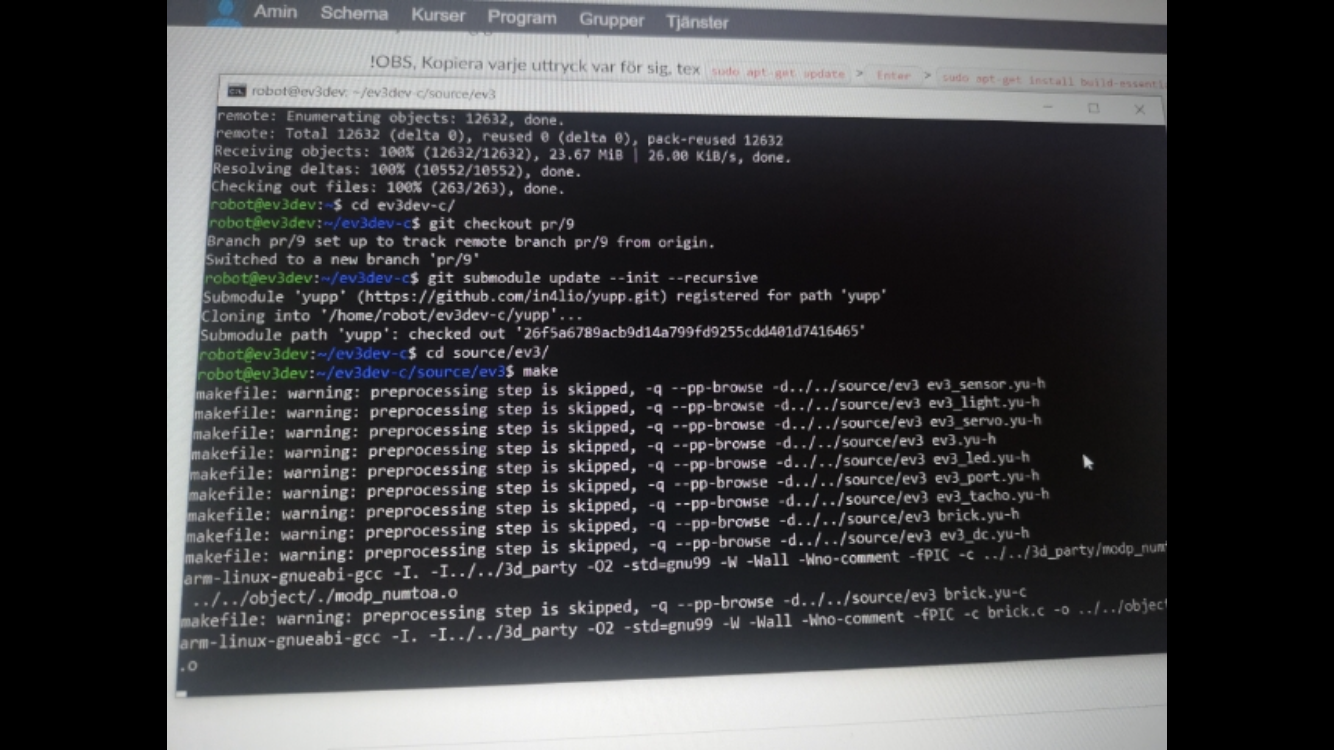 Amin Schema Kurser Program Grupper Tjänster
!OBS, Kopiera varje uttryck var för sig, tex sudo apt-get update > Enter > sudo apt-get install build-essenti
robot@ev3dev: ~/ev3dev-c/source/ev3
remote: Enumerating objects: 12632, done.
remote: Total 12632 (delta 0), reused 0 (delta 0), pack-reused 12632
Receiving objects: 100% (12632/12632), 23.67 MiB | 26.00 KiB/s, done.
Resolving deltas: 100% (10552/10552), done.
Checking out files: 100% (263/263), done.
robot@ev3dev:~$ cd ev3dev-c/
robot@ev3dev:~/ev3dev-c$ git checkout pr/9
Branch pr/9 set up to track remote branch pr/9 from origin.
Switched to a new branch 'pr/9'
robot@ev3dev:~/ev3dev-c$ git submodule update --init --recursive
Submodule 'yupp' (https://github.com/in4lio/yupp.git) registered for path 'yupp'
Cloning into '/home/robot/ev3dev-c/yupp'...
Submodule path 'yupp': checked out '26f5a6789acb9d14a799fd9255cdd401d7416465'
robot@ev3dev:~/ev3dev-c$ cd source/ev3/
robot@ev3dev:~/ev3dev-c/source/ev3$ make
makefile: warning: preprocessing step is skipped, -q --pp-browse -d../../source/ev3 ev3_sensor.yu-h
makefile: warning: preprocessing step is skipped, -q --pp-browse -d../../source/ev3 ev3_light.yu-h
makefile: warning: preprocessing step is skipped, -q --pp-browse -d../../source/ev3 ev3_servo.yu-h
makefile: warning: preprocessing step is skipped, -q --pp-browse -d../../source/ev3 ev3.yu-h
makefile: warning: preprocessing step is skipped, -q --pp-browse -d../../source/ev3 ev3_led.yu-h
makefile: warning: preprocessing step is skipped, -q --pp-browse -d../../source/ev3 ev3_port.yu-h
makefile: warning: preprocessing step is skipped, -q --pp-browse -d../../source/ev3 ev3_tacho.yu-h
makefile: warning: preprocessing step is skipped, -q --pp-browse -d../../source/ev3 brick.yu-h
makefile: warning: preprocessing step is skipped, -q --pp-browse -d../../source/ev3 ev3_dc.yu-h
arm-linux-gnueabi-gcc -I. -I../../3d_party -O2 -std=gnu99 -W -Wall -Wno-comment -fPIC -c ../../3d_party/modp_numt
../../object/./modp_numtoa.o
makefile: warning: preprocessing step is skipped, -q --pp-browse -d../../source/ev3 brick.yu-c
arm-linux-gnueabi-gcc -I. -I../../3d_party -O2 -std=gnu99 -W -Wall -Wno-comment -fPIC -c brick.c -o ../../object
.o